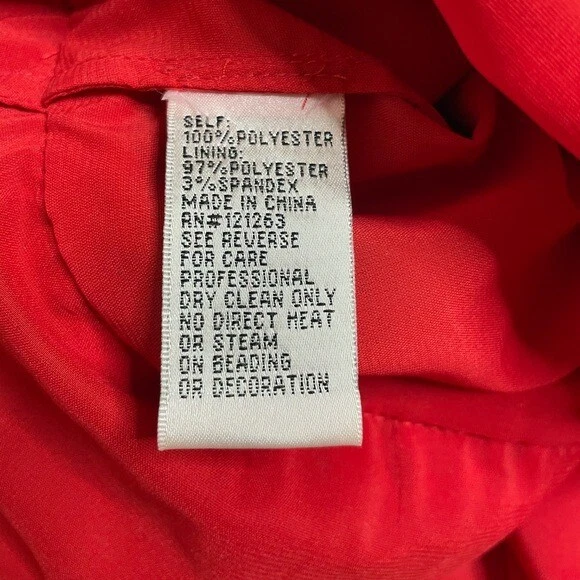 SELF:
100%POLYESTER
LINING:
97%POLYESTER
3%SPANDEX
MADE IN CHINA
RN#121263
SEE REVERSE
FOR CARE
PROFESSIONAL
DRY CLEAN ONLY
NO DIRECT HEAT
OR STEAM
ON BEADING
OR DECORATION